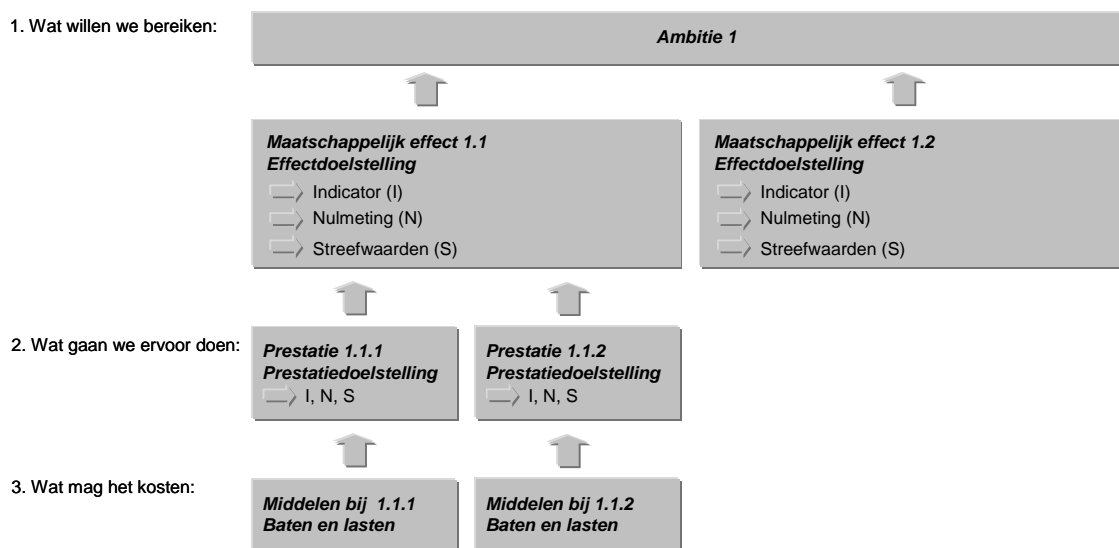 1. Wat willen we bereiken:
Ambitie 1
Maatschappelijk effect 1.1
Effectdoelstelling
Indicator (I)
Nulmeting (N)
Streefwaarden (S)
Maatschappelijk effect 1.2
Effectdoelstelling
Indicator (I)
Nulmeting (N)
Streefwaarden (S)
2. Wat gaan we ervoor doen:
Prestatie 1.1.1
Prestatiedoelstelling
I, N, S
Prestatie 1.1.2
Prestatiedoelstelling
I, N, S
3. Wat mag het kosten:
Middelen bij 1.1.1
Baten en lasten
Middelen bij 1.1.2
Baten en lasten